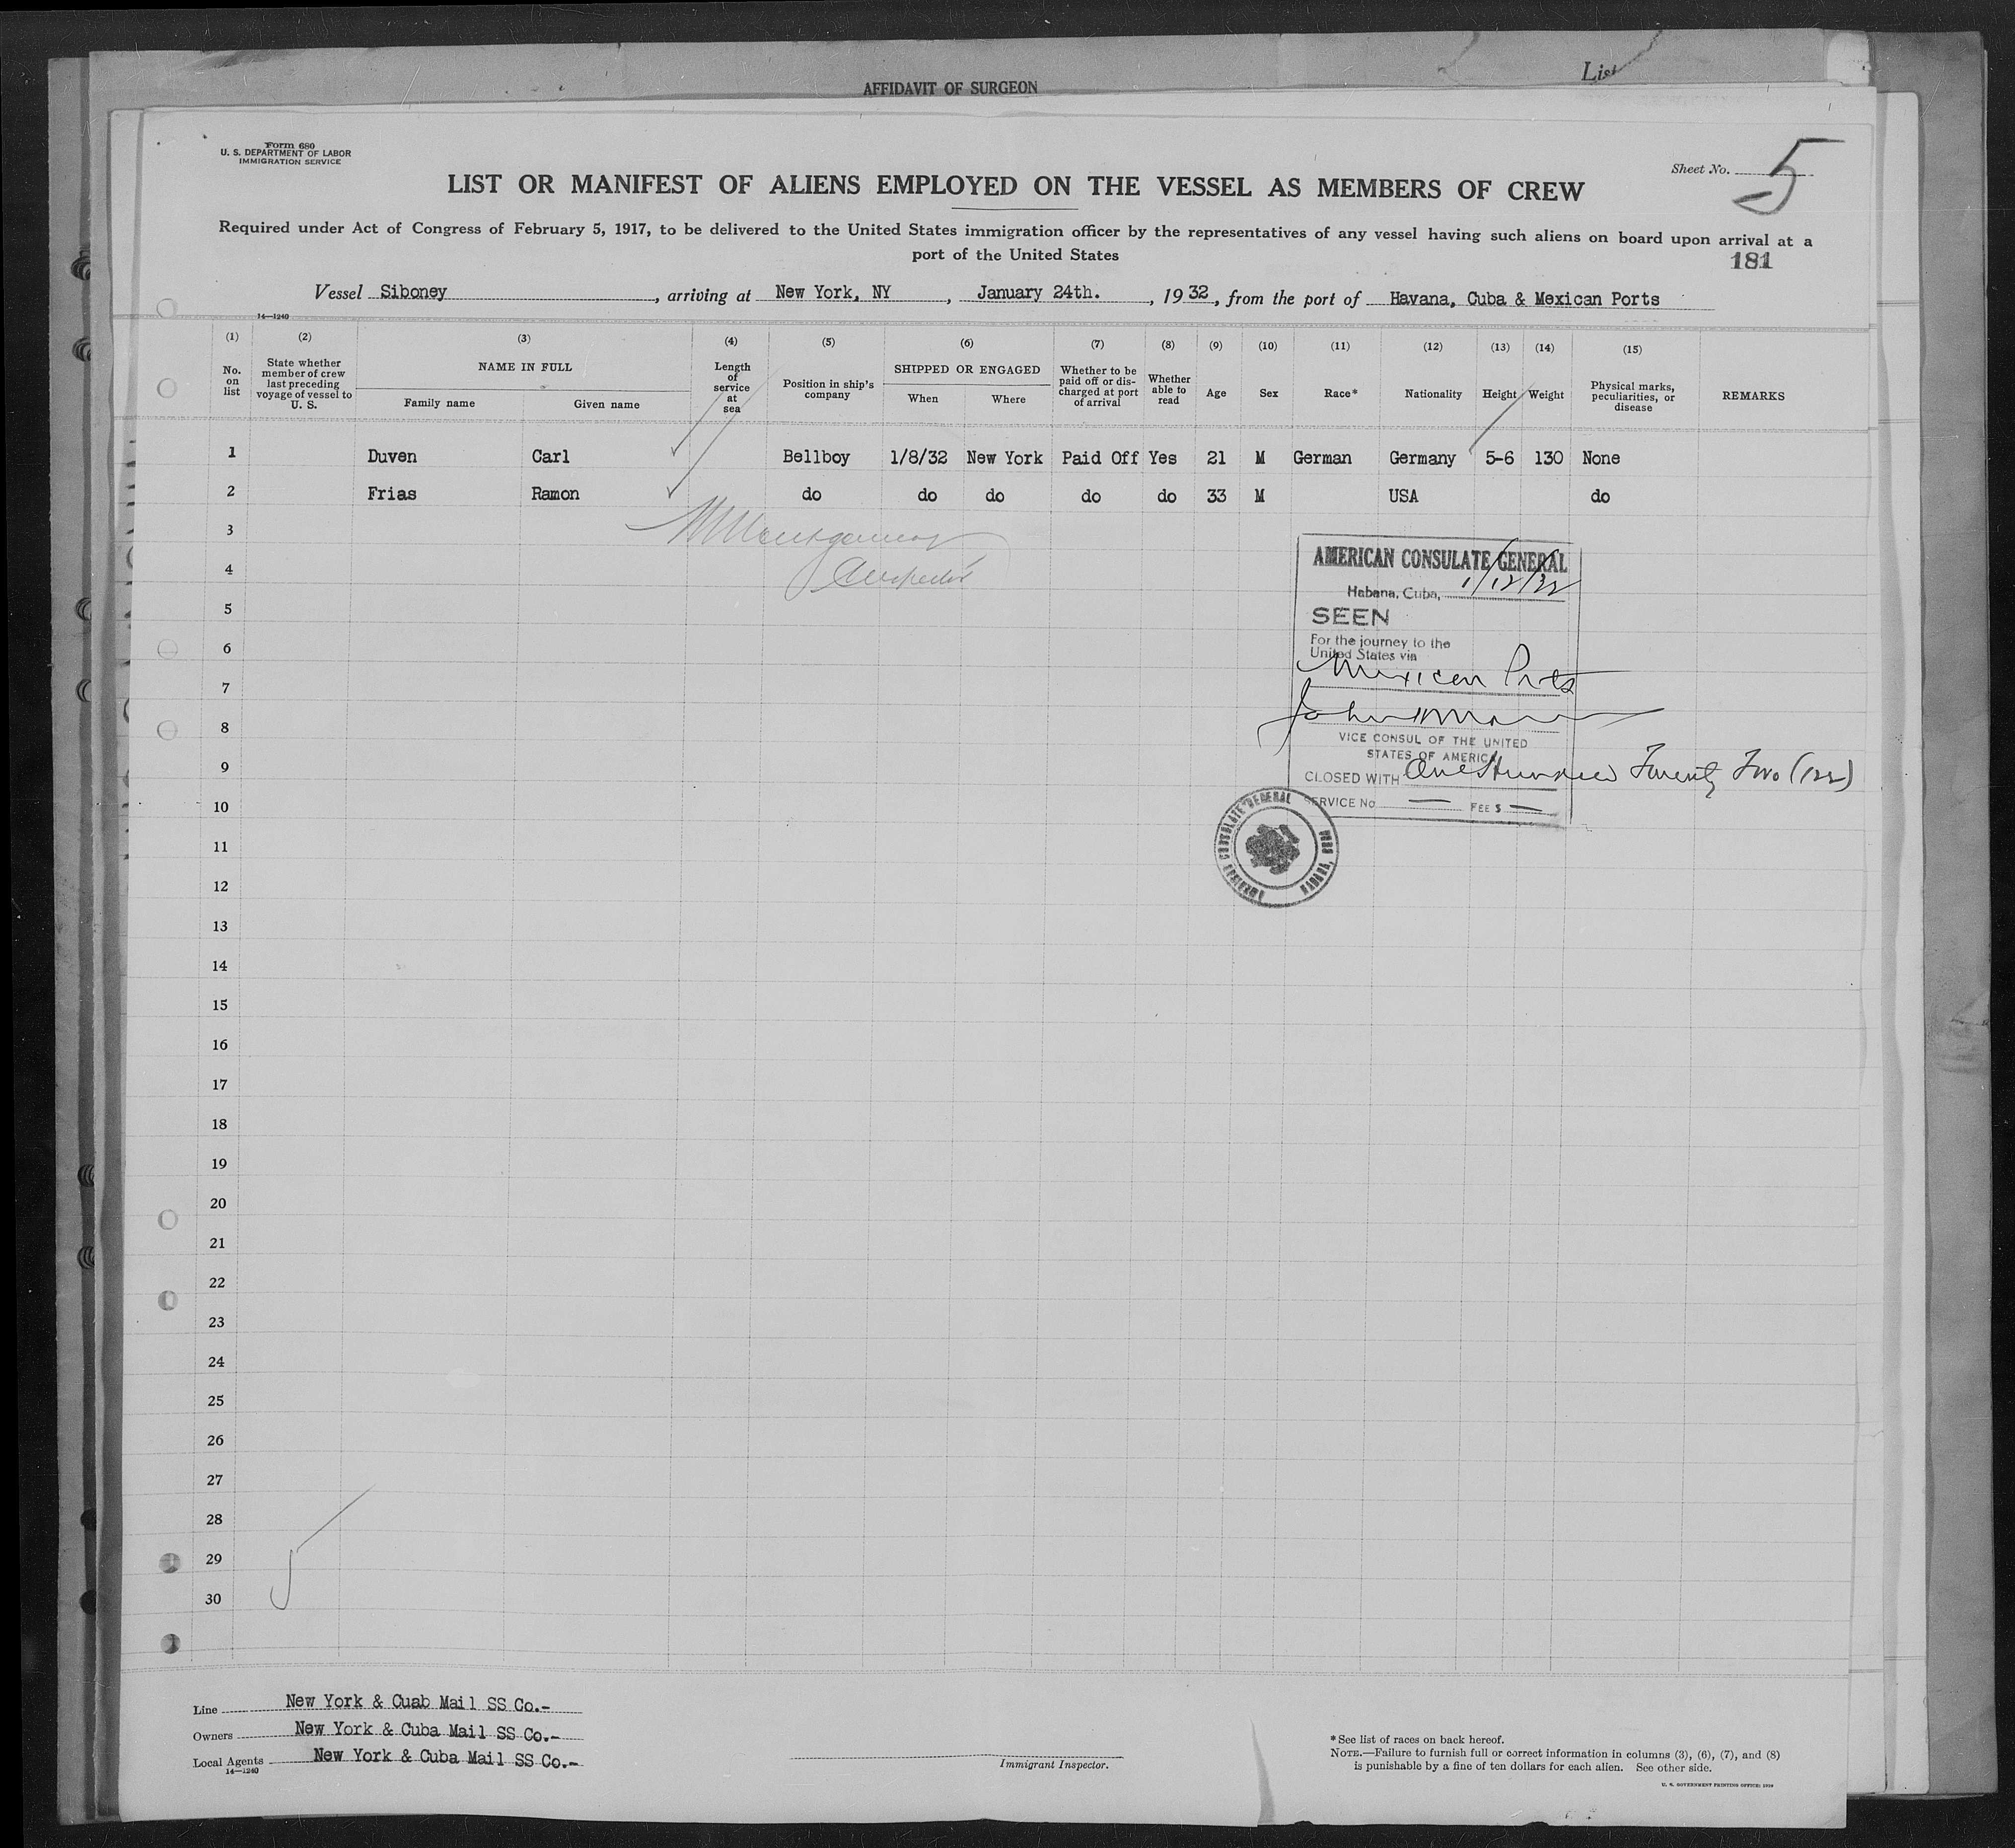 List
AFFIDAVIT OF SURGEON
Form 680
U. S. DEPARTMENT OF LABOR
IMMIGRATION SERVICE
Sheet No. 5
LIST OR MANIFEST OF ALIENS EMPLOYED ON THE VESSEL AS MEMBERS OF CREW
Required under Act of Congress of February 5, 1917, to be delivered to the United States immigration officer by the representatives of any vessel having such aliens on board upon arrival at a
port of the United States
181
Vessel Siboney, arriving at New York, NY, January 24th., 1932, from the port of Havana, Cuba & Mexican Ports
14—1240
(1) (2) (3) (4) (5) (6) (7) (8) (9) (10) (11) (12) (13) (14) (15)
No. on list
State whether member of crew last preceding voyage of vessel to U. S.
NAME IN FULL
Family name Given name
Length of service at sea
Position in ship's company
SHIPPED OR ENGAGED
When Where
Whether to be paid off or discharged at port of arrival
Whether able to read
Age
Sex
Race*
Nationality
Height
Weight
Physical marks, peculiarities, or disease
REMARKS
1 Duven Carl Bellboy 1/8/32 New York Paid Off Yes 21 M German Germany 5-6 130 None
2 Frias Ramon do do do do do 33 M USA do
3
4
5
6
7
8
9
10
11
12
13
14
15
16
17
18
19
20
21
22
23
24
25
26
27
28
29
30
Montgomery
Inspector
AMERICAN CONSULATE GENERAL
Habana, Cuba, 1/12/32
SEEN
For the journey to the
United States via
Mexican Ports
John
VICE CONSUL OF THE UNITED
STATES OF AMERICA
CLOSED WITH One Hundred Twenty Two (122)
SERVICE No — FEE $ —
AMERICAN CONSULATE GENERAL
HABANA, CUBA
Line New York & Cuab Mail SS Co.-
Owners New York & Cuba Mail SS Co.-
Local Agents New York & Cuba Mail SS Co.-
14—1240
Immigrant Inspector.
* See list of races on back hereof.
NOTE.—Failure to furnish full or correct information in columns (3), (6), (7), and (8)
is punishable by a fine of ten dollars for each alien. See other side.